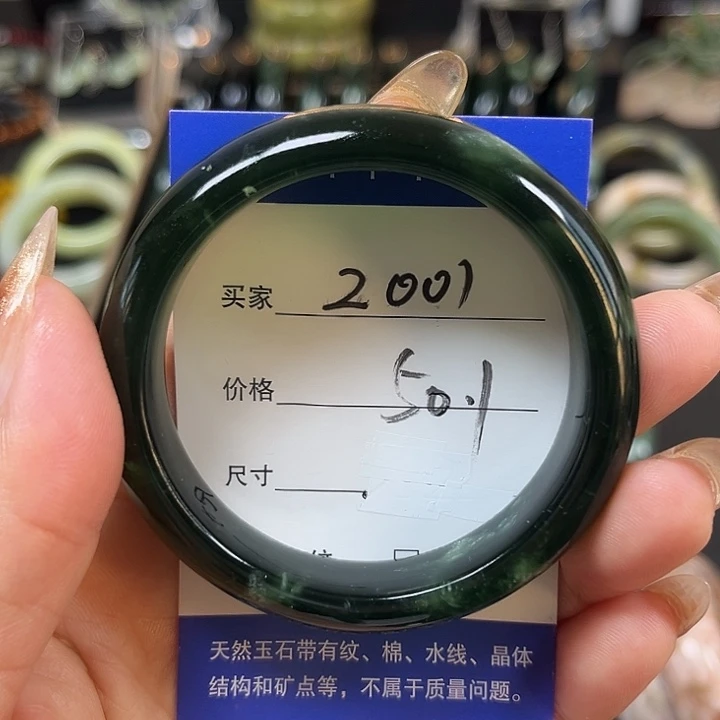 买家 2001
价格 50.1
尺寸
天然玉石带有纹、棉、水线、晶体
结构和矿点等，不属于质量问题。